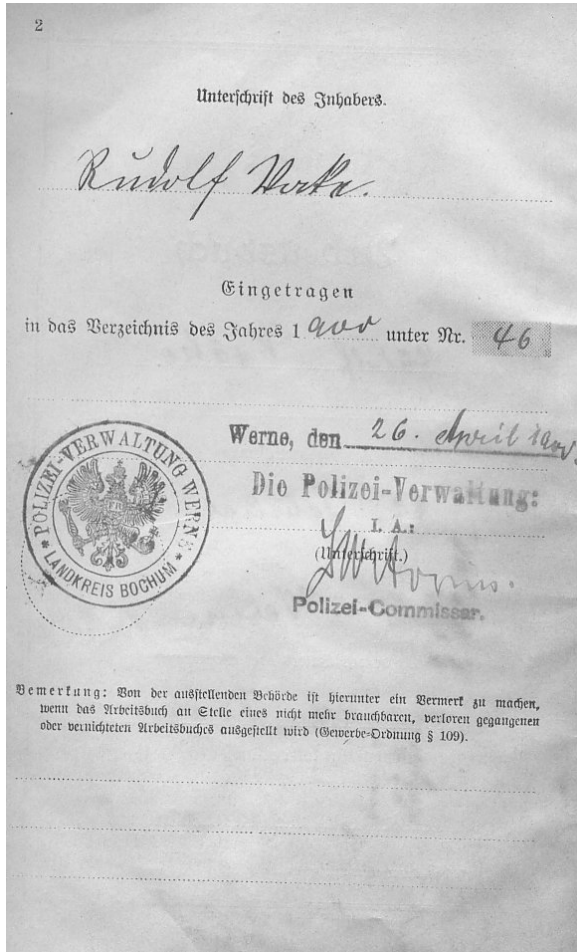 2
Unterschrift des Inhabers.
Rudolf
Eingetragen
in das Verzeichnis des Jahres 1900 unter Nr. 46
Werne, den 26. April 1900.
Die Polizei-Verwaltung:
I. A.:
(Unterschrift.)
Polizei-Commissar.
POLIZEI-VERWALTUNG WERNE
* LANDKREIS BOCHUM *
FR
Bemerkung: Von der ausstellenden Behörde ist hierunter ein Vermerk zu machen,
wenn das Arbeitsbuch an Stelle eines nicht mehr brauchbaren, verloren gegangenen
oder vernichteten Arbeitsbuches ausgestellt wird (Gewerbe-Ordnung § 109).